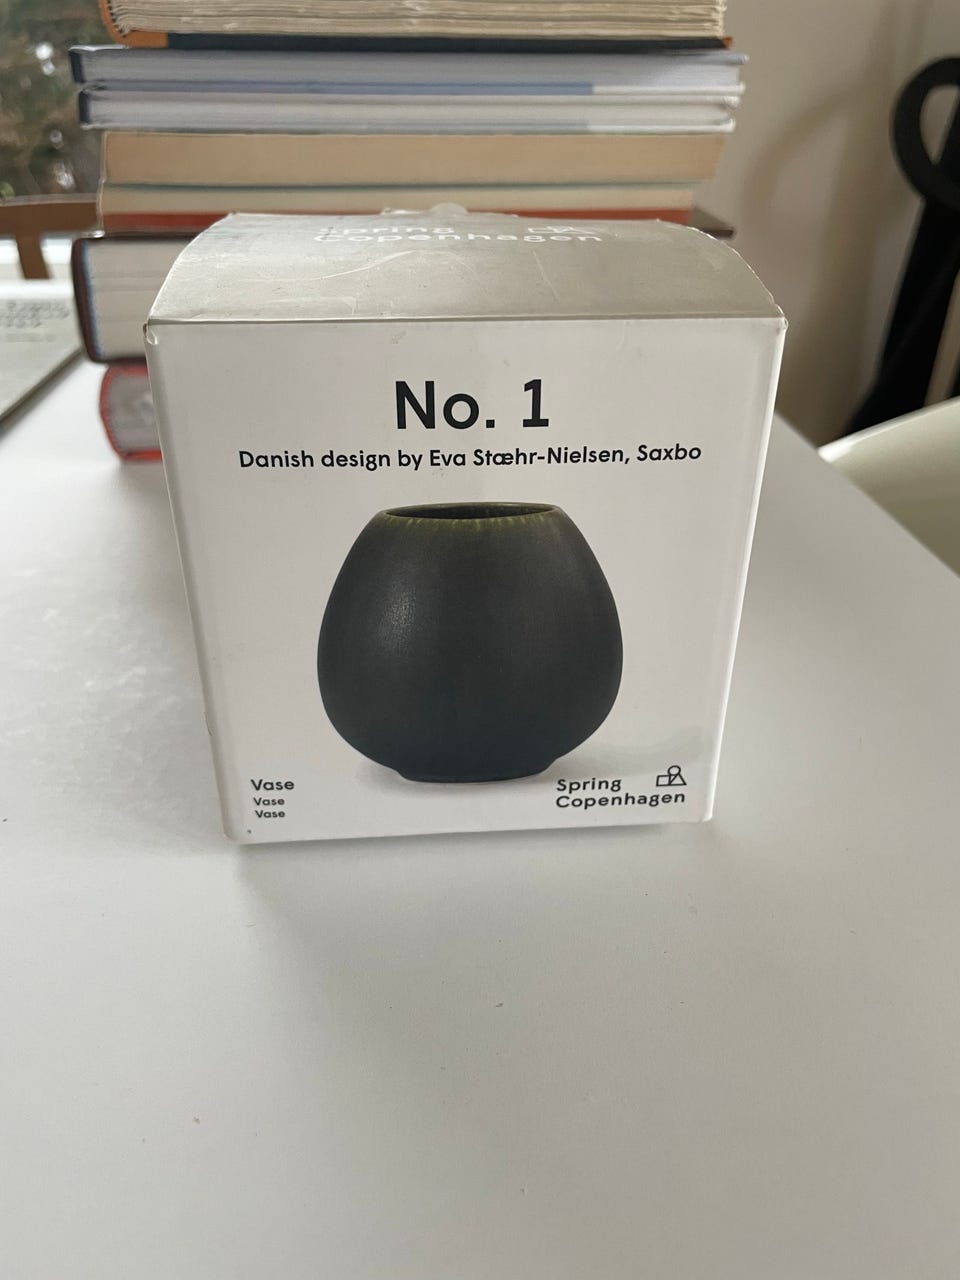 Spring
Copenhagen
No. 1
Danish design by Eva Stæhr-Nielsen, Saxbo
Vase
Vase
Vase
Spring
Copenhagen